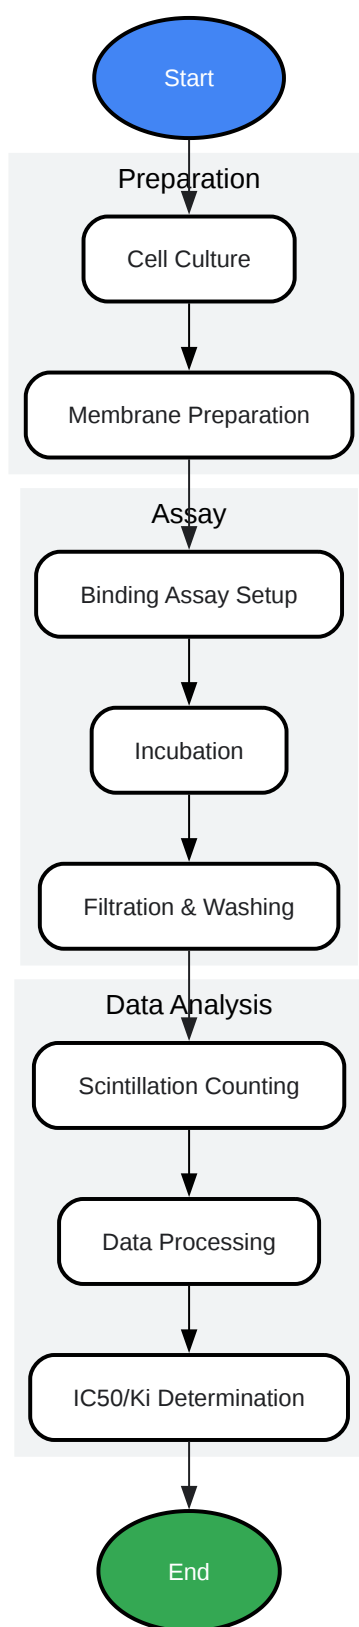 Start
Preparation
Cell Culture
Membrane Preparation
Assay
Binding Assay Setup
Incubation
Filtration & Washing
Data Analysis
Scintillation Counting
Data Processing
IC50/Ki Determination
End